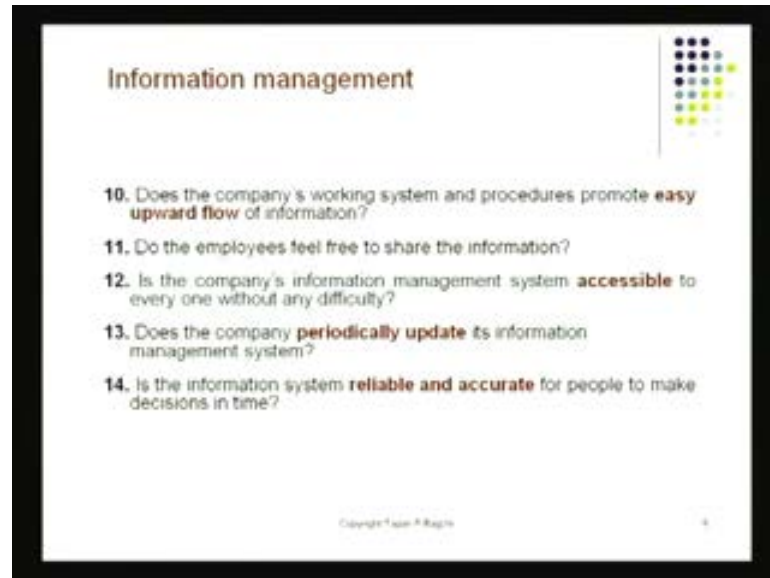 Information management
10. Does the company's working system and procedures promote easy
upward flow of information?
11. Do the employees feel free to share the information?
12. Is the company's information management system accessible to
every one without any difficulty?
13. Does the company periodically update its information
management system?
14. Is the information system reliable and accurate for people to make
decisions in time?
Copyright